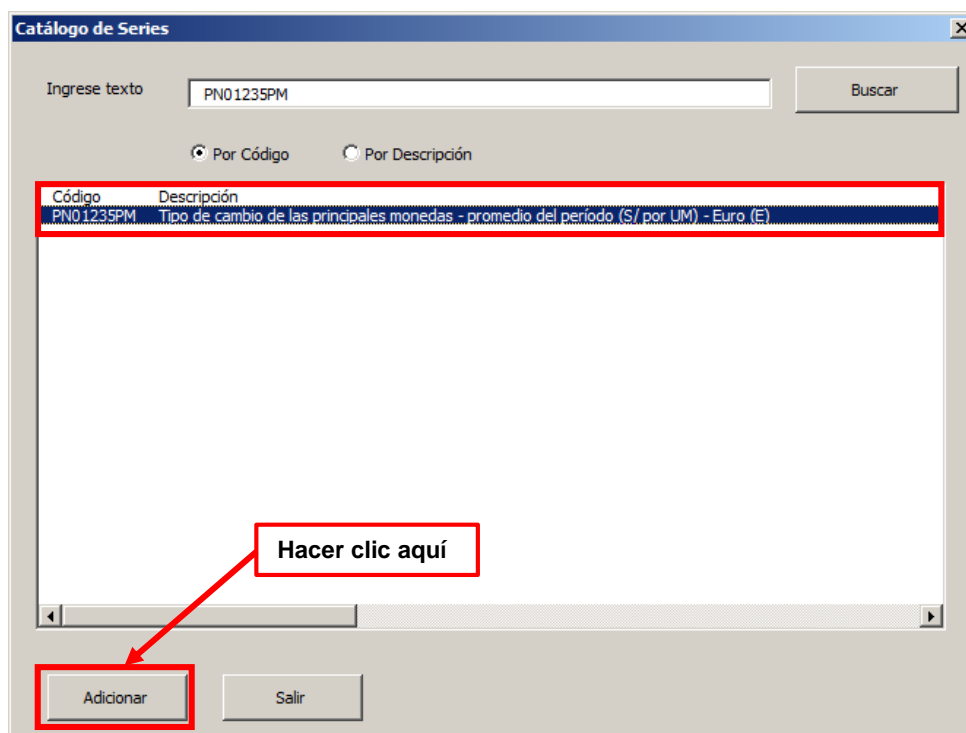 Catálogo de Series
Ingrese texto
PN01235PM
Buscar
Por Código
Por Descripción
Código Descripción
PN01235PM Tipo de cambio de las principales monedas - promedio del período (S/ por UM) - Euro (E)
Hacer clic aquí
Adicionar
Salir